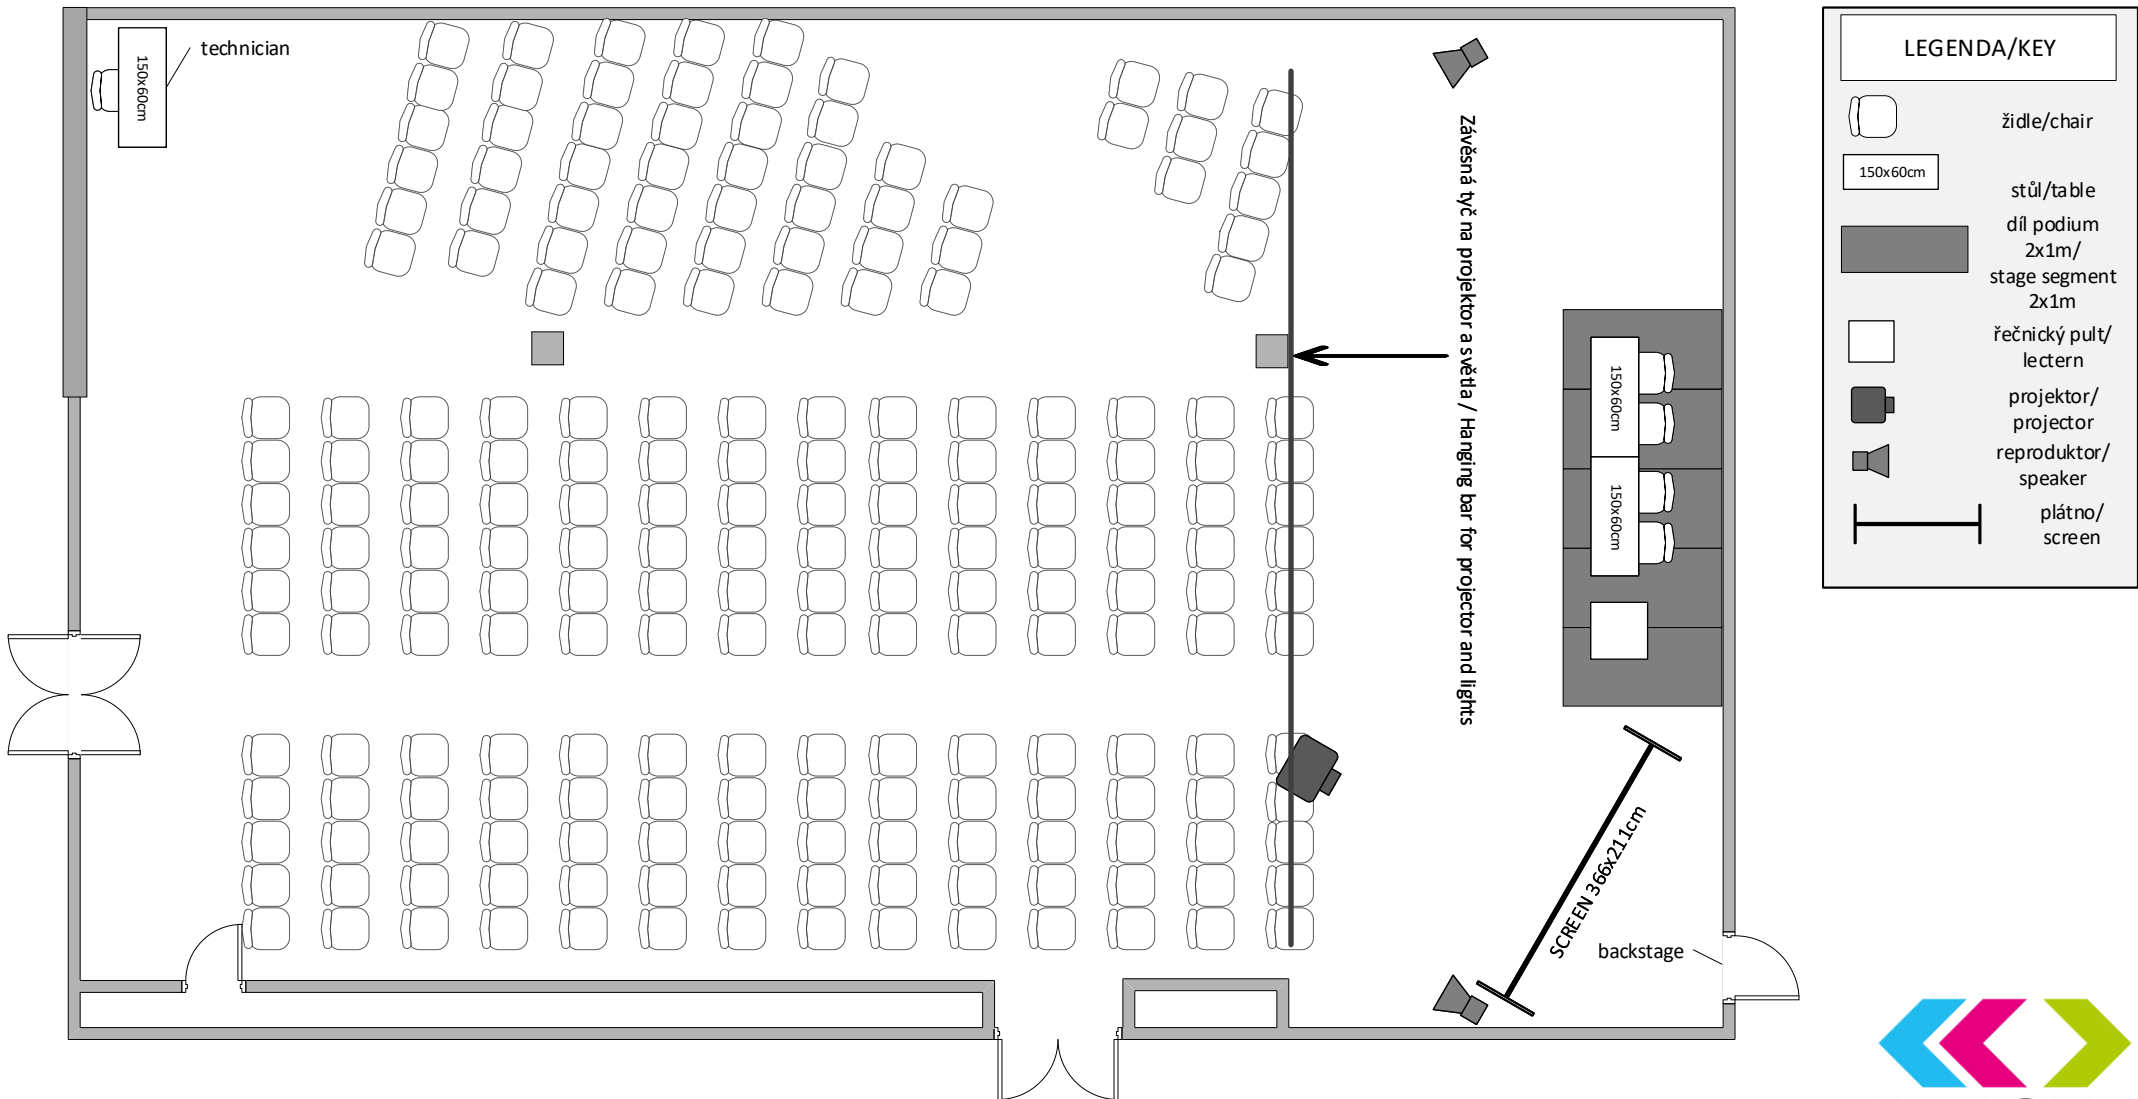 technician
150x60cm
Závěsná tyč na projektor a světla / Hanging bar for projector and lights
150x60cm
150x60cm
SCREEN 366x211cm
backstage
LEGENDA/KEY
židle/chair
150x60cm
stůl/table
díl podium
2x1m/
stage segment
2x1m
řečnický pult/
lectern
projektor/
projector
reproduktor/
speaker
plátno/
screen